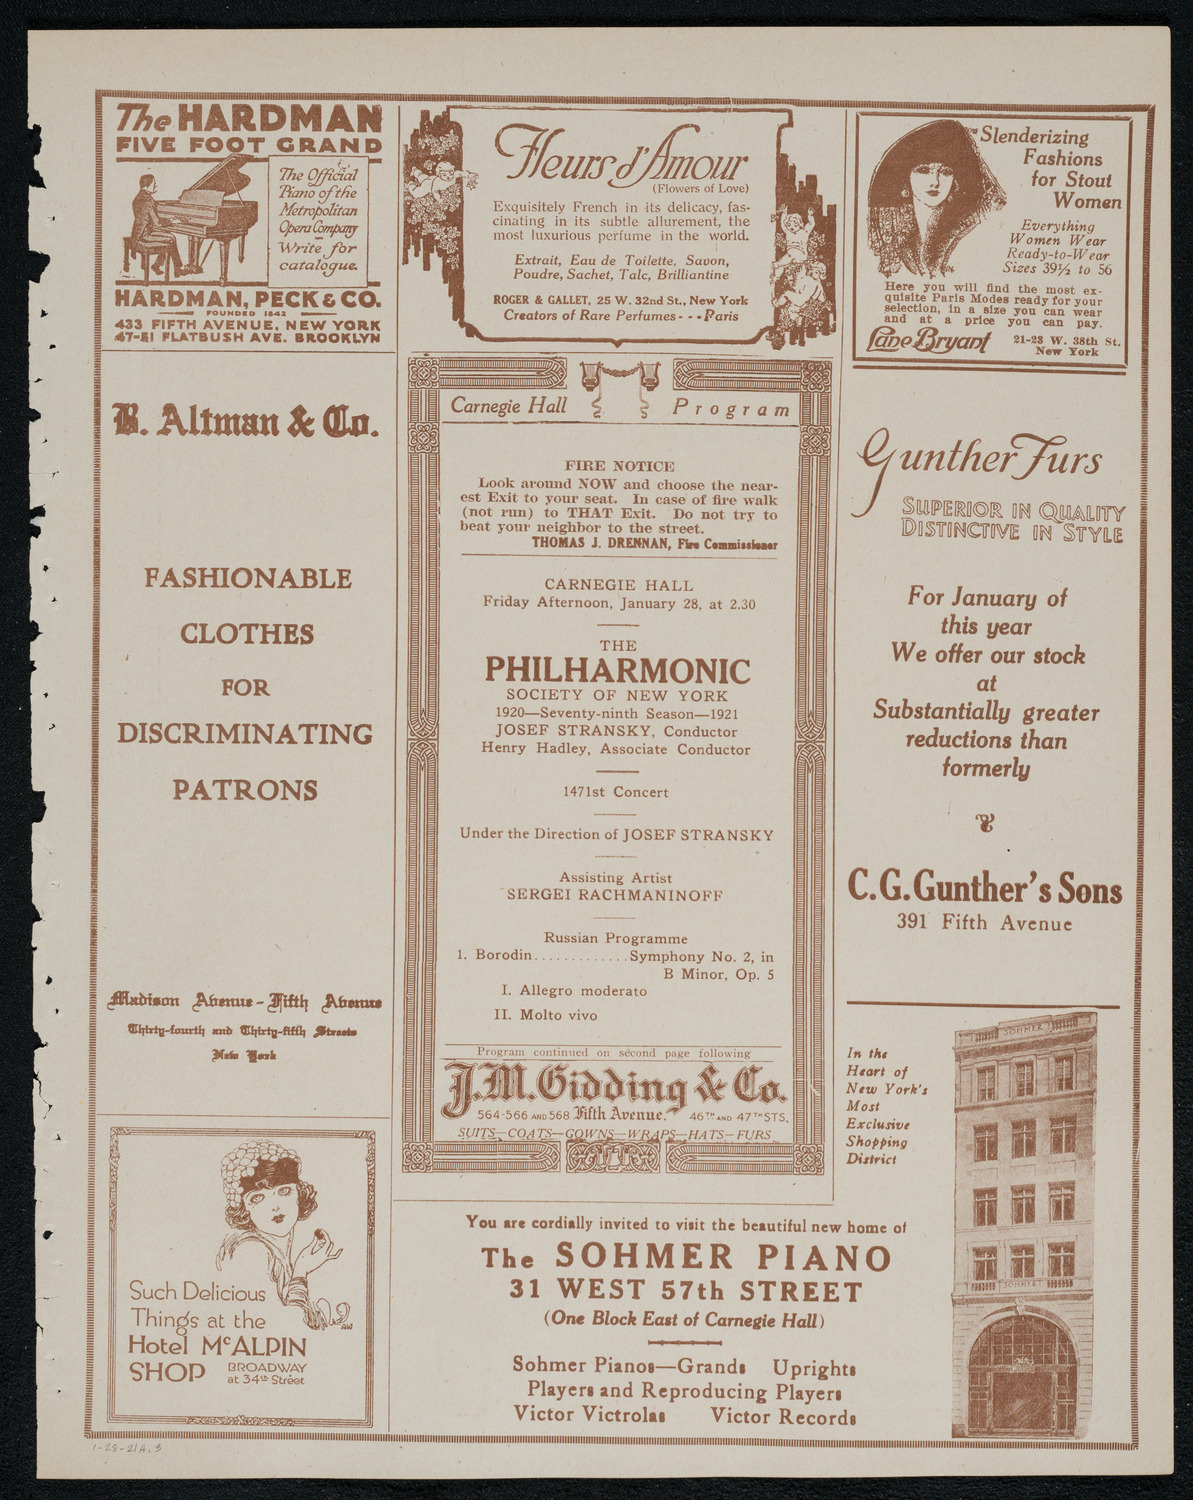 The HARDMAN
FIVE FOOT GRAND
The Official
Piano of the
Metropolitan
Opera Company
Write for
catalogue.
HARDMAN, PECK & CO.
FOUNDED 1842
433 FIFTH AVENUE, NEW YORK
47-51 FLATBUSH AVE. BROOKLYN
Fleurs d'Amour
(Flowers of Love)
Exquisitely French in its delicacy, fas-
cinating in its subtle allurement, the
most luxurious perfume in the world.
Extrait, Eau de Toilette, Savon,
Poudre, Sachet, Talc, Brilliantine
ROGER & GALLET, 25 W. 32nd St., New York
Creators of Rare Perfumes - - - Paris
Slenderizing
Fashions
for Stout
Women
Everything
Women Wear
Ready-to-Wear
Sizes 39½ to 56
Here you will find the most ex-
quisite Paris Modes ready for your
selection, in a size you can wear
and at a price you can pay.
Lane Bryant
21-23 W. 38th St.
New York
B. Altman & Co.
FASHIONABLE
CLOTHES
FOR
DISCRIMINATING
PATRONS
Madison Avenue - Fifth Avenue
Thirty-fourth and Thirty-fifth Streets
New York
Such Delicious
Things at the
Hotel McALPIN
SHOP
BROADWAY
at 34th Street
Carnegie Hall Program
FIRE NOTICE
Look around NOW and choose the near-
est Exit to your seat. In case of fire walk
(not run) to THAT Exit. Do not try to
beat your neighbor to the street.
THOMAS J. DRENNAN, Fire Commissioner
CARNEGIE HALL
Friday Afternoon, January 28, at 2.30
THE
PHILHARMONIC
SOCIETY OF NEW YORK
1920—Seventy-ninth Season—1921
JOSEF STRANSKY, Conductor
Henry Hadley, Associate Conductor
1471st Concert
Under the Direction of JOSEF STRANSKY
Assisting Artist
SERGEI RACHMANINOFF
Russian Programme
1. Borodin.............Symphony No. 2, in
B Minor, Op. 5
I. Allegro moderato
II. Molto vivo
Program continued on second page following
J. M. Gidding & Co.
564-566 AND 568 Fifth Avenue. 46TH AND 47TH STS.
SUITS—COATS—GOWNS—WRAPS—HATS—FURS
Gunther Furs
SUPERIOR IN QUALITY
DISTINCTIVE IN STYLE
For January of
this year
We offer our stock
at
Substantially greater
reductions than
formerly
C. G. Gunther's Sons
391 Fifth Avenue
In the
Heart of
New York's
Most
Exclusive
Shopping
District
SOHMER
SOHMER
You are cordially invited to visit the beautiful new home of
The SOHMER PIANO
31 WEST 57th STREET
(One Block East of Carnegie Hall)
Sohmer Pianos—Grands Uprights
Players and Reproducing Players
Victor Victrolas Victor Records
1-28-21A.3